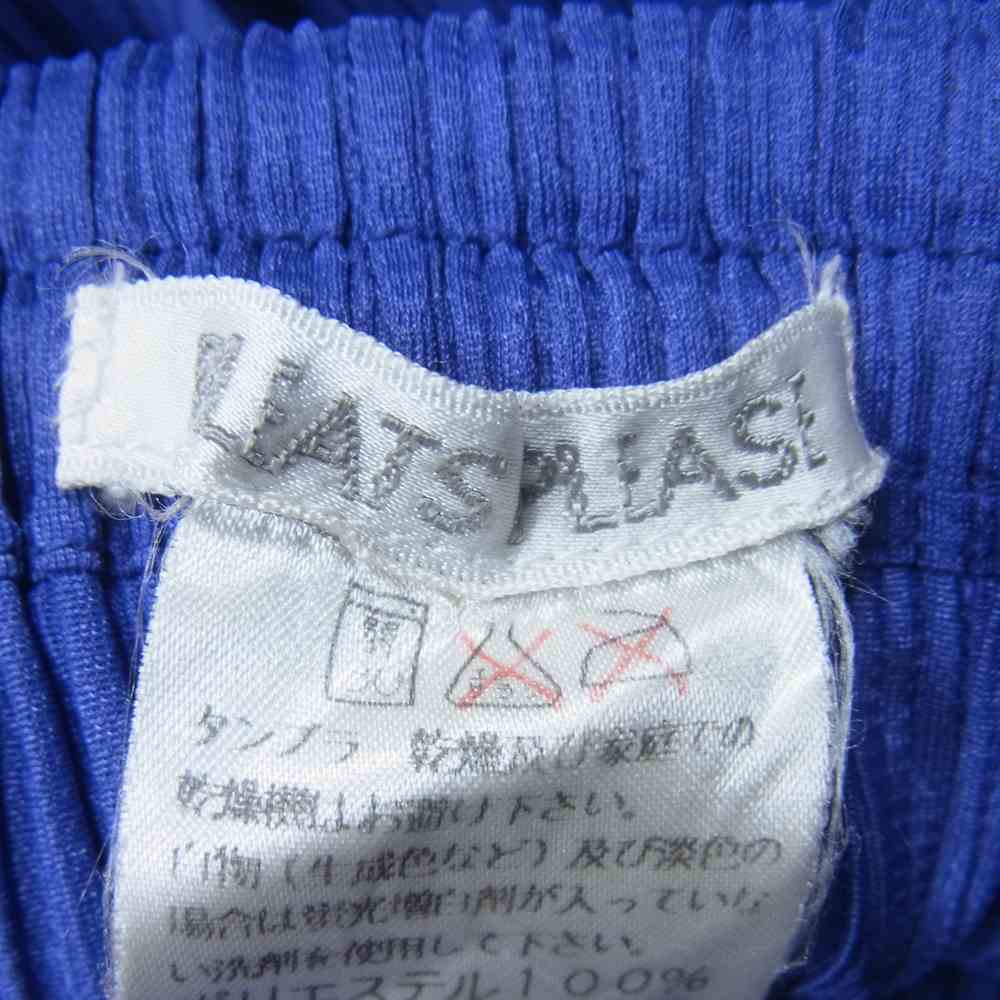 PLEATS PLEASE
タンブラー乾燥及び家庭での
乾燥機はお避け下さい。
白物（生成色など）及び淡色の
場合は蛍光増白剤が入っていな
い洗剤を使用して下さい。
ポリエステル１００％